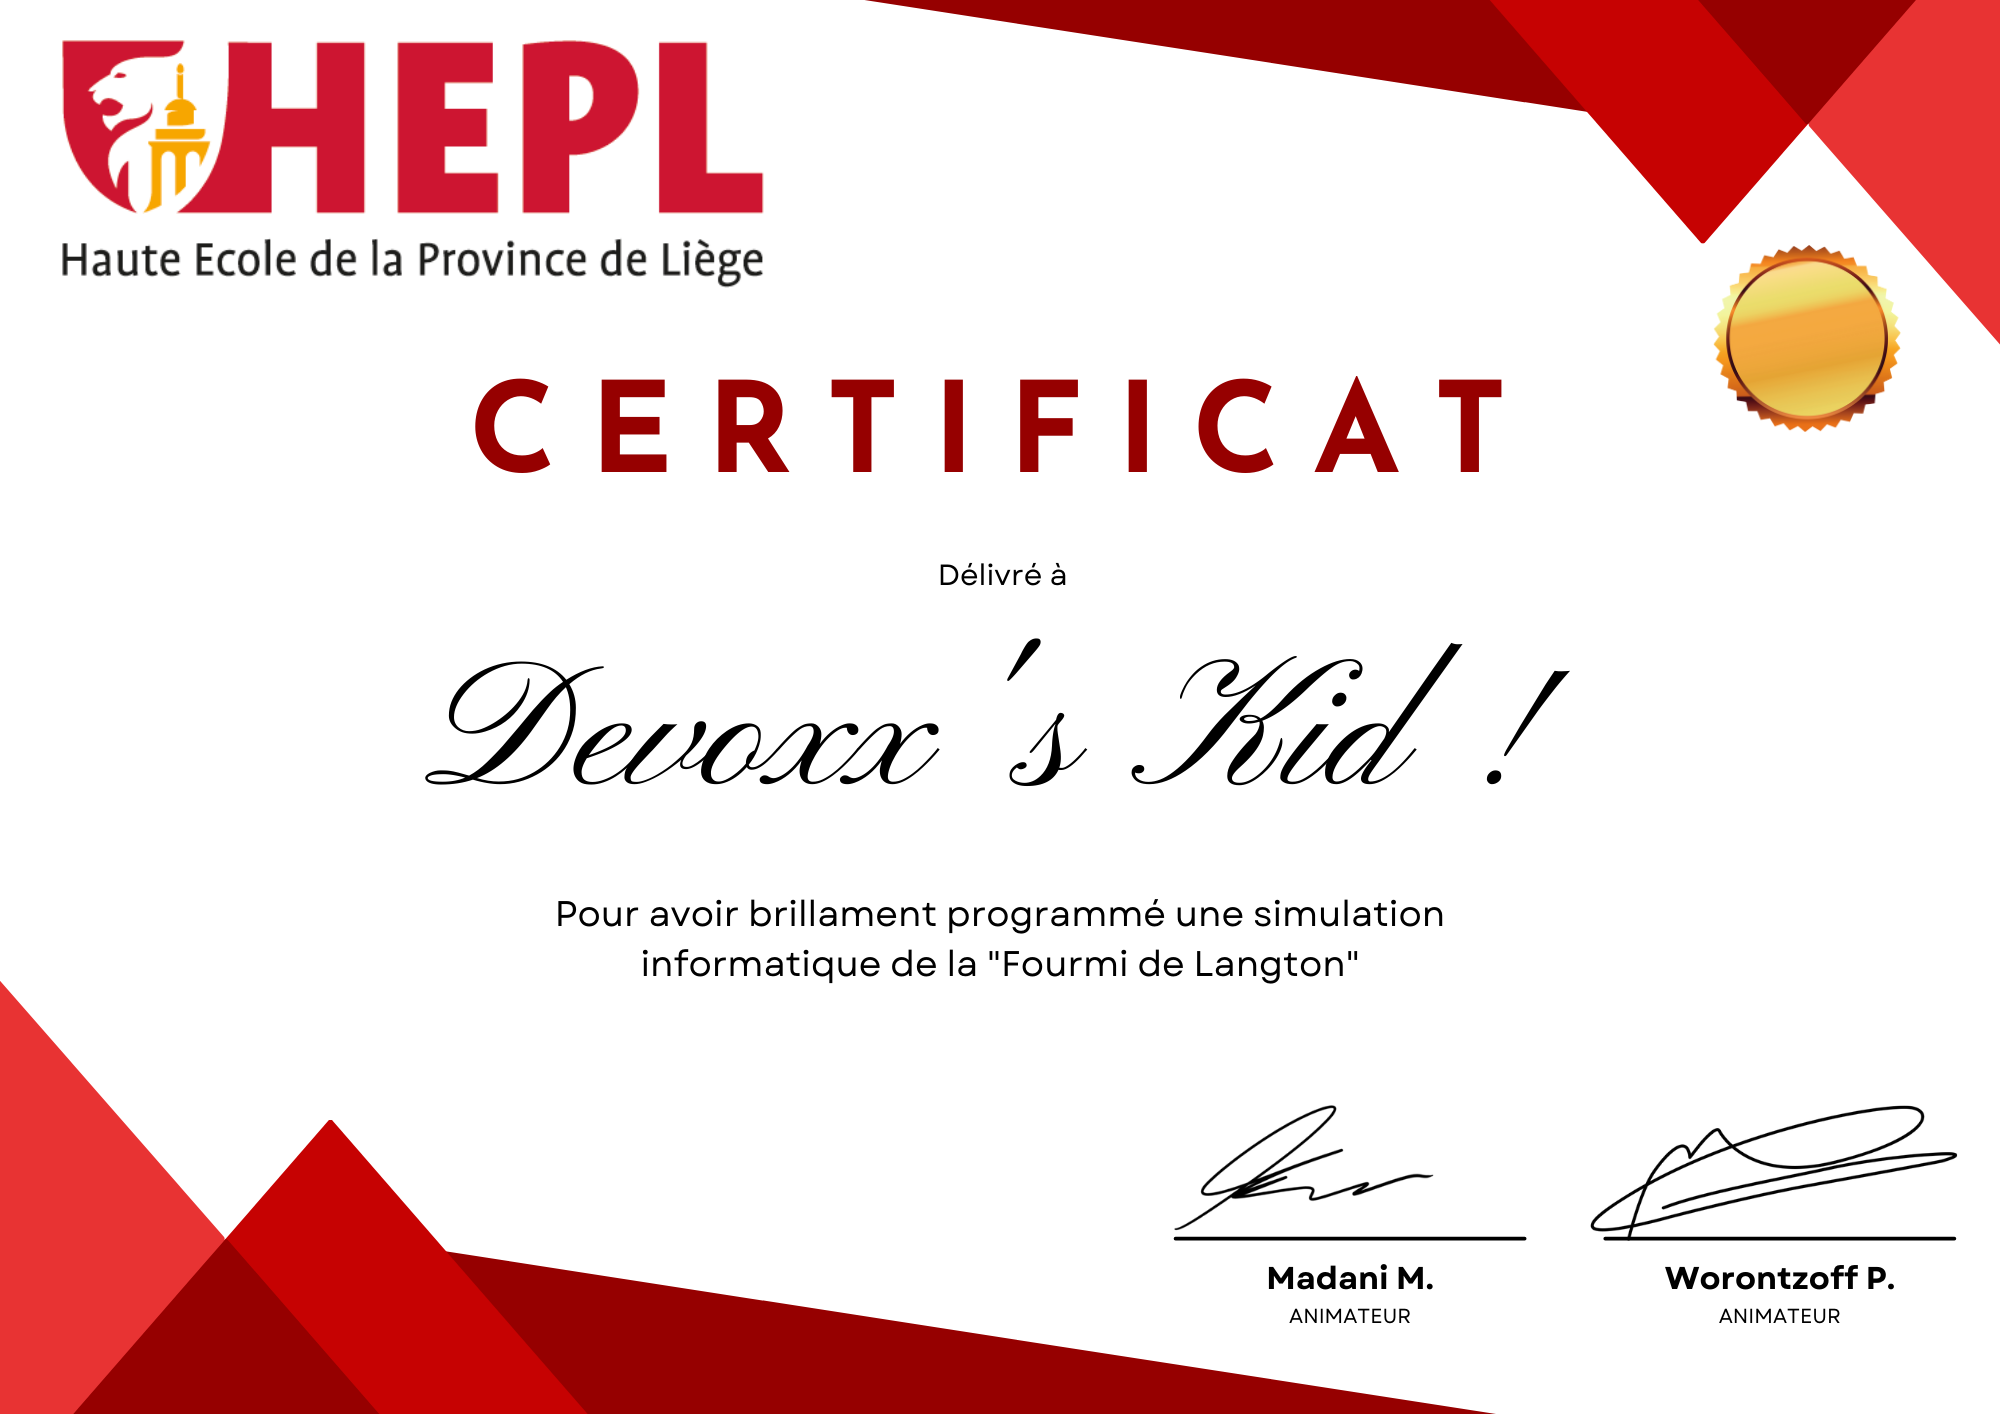 HEPL
Haute Ecole de la Province de Liège
CERTIFICAT
Délivré à
Devoxx 's Kid !
Pour avoir brillament programmé une simulation
informatique de la "Fourmi de Langton"
Madani M.
ANIMATEUR
Worontzoff P.
ANIMATEUR